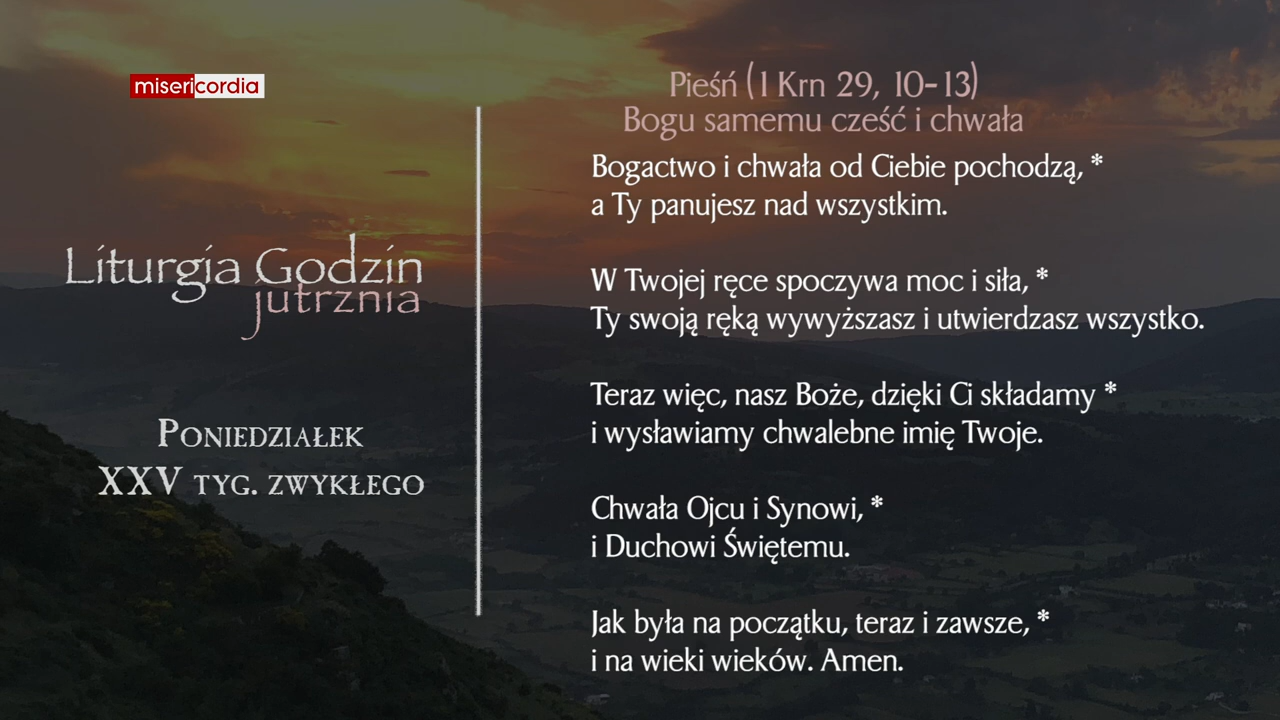 misericordia
Liturgia Godzin
jutrznia
Poniedziałek
XXV tyg. zwykłego
Pieśń (1 Krn 29, 10-13)
Bogu samemu cześć i chwała
Bogactwo i chwała od Ciebie pochodzą, *
a Ty panujesz nad wszystkim.
W Twojej ręce spoczywa moc i siła, *
Ty swoją ręką wywyższasz i utwierdzasz wszystko.
Teraz więc, nasz Boże, dzięki Ci składamy *
i wysławiamy chwalebne imię Twoje.
Chwała Ojcu i Synowi, *
i Duchowi Świętemu.
Jak była na początku, teraz i zawsze, *
i na wieki wieków. Amen.